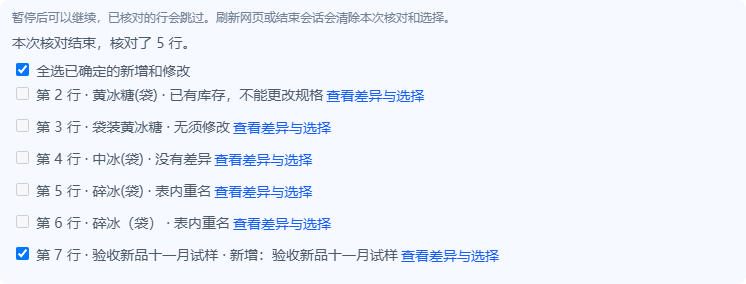 暂停后可以继续，已核对的行会跳过。刷新网页或结束会话会清除本次核对和选择。
本次核对结束，核对了 5 行。
全选已确定的新增和修改
第 2 行 · 黄冰糖(袋) · 已有库存，不能更改规格 查看差异与选择
第 3 行 · 袋装黄冰糖 · 无须修改 查看差异与选择
第 4 行 · 中冰(袋) · 没有差异 查看差异与选择
第 5 行 · 碎冰(袋) · 表内重名 查看差异与选择
第 6 行 · 碎冰（袋） · 表内重名 查看差异与选择
第 7 行 · 验收新品十一月试样 · 新增：验收新品十一月试样 查看差异与选择